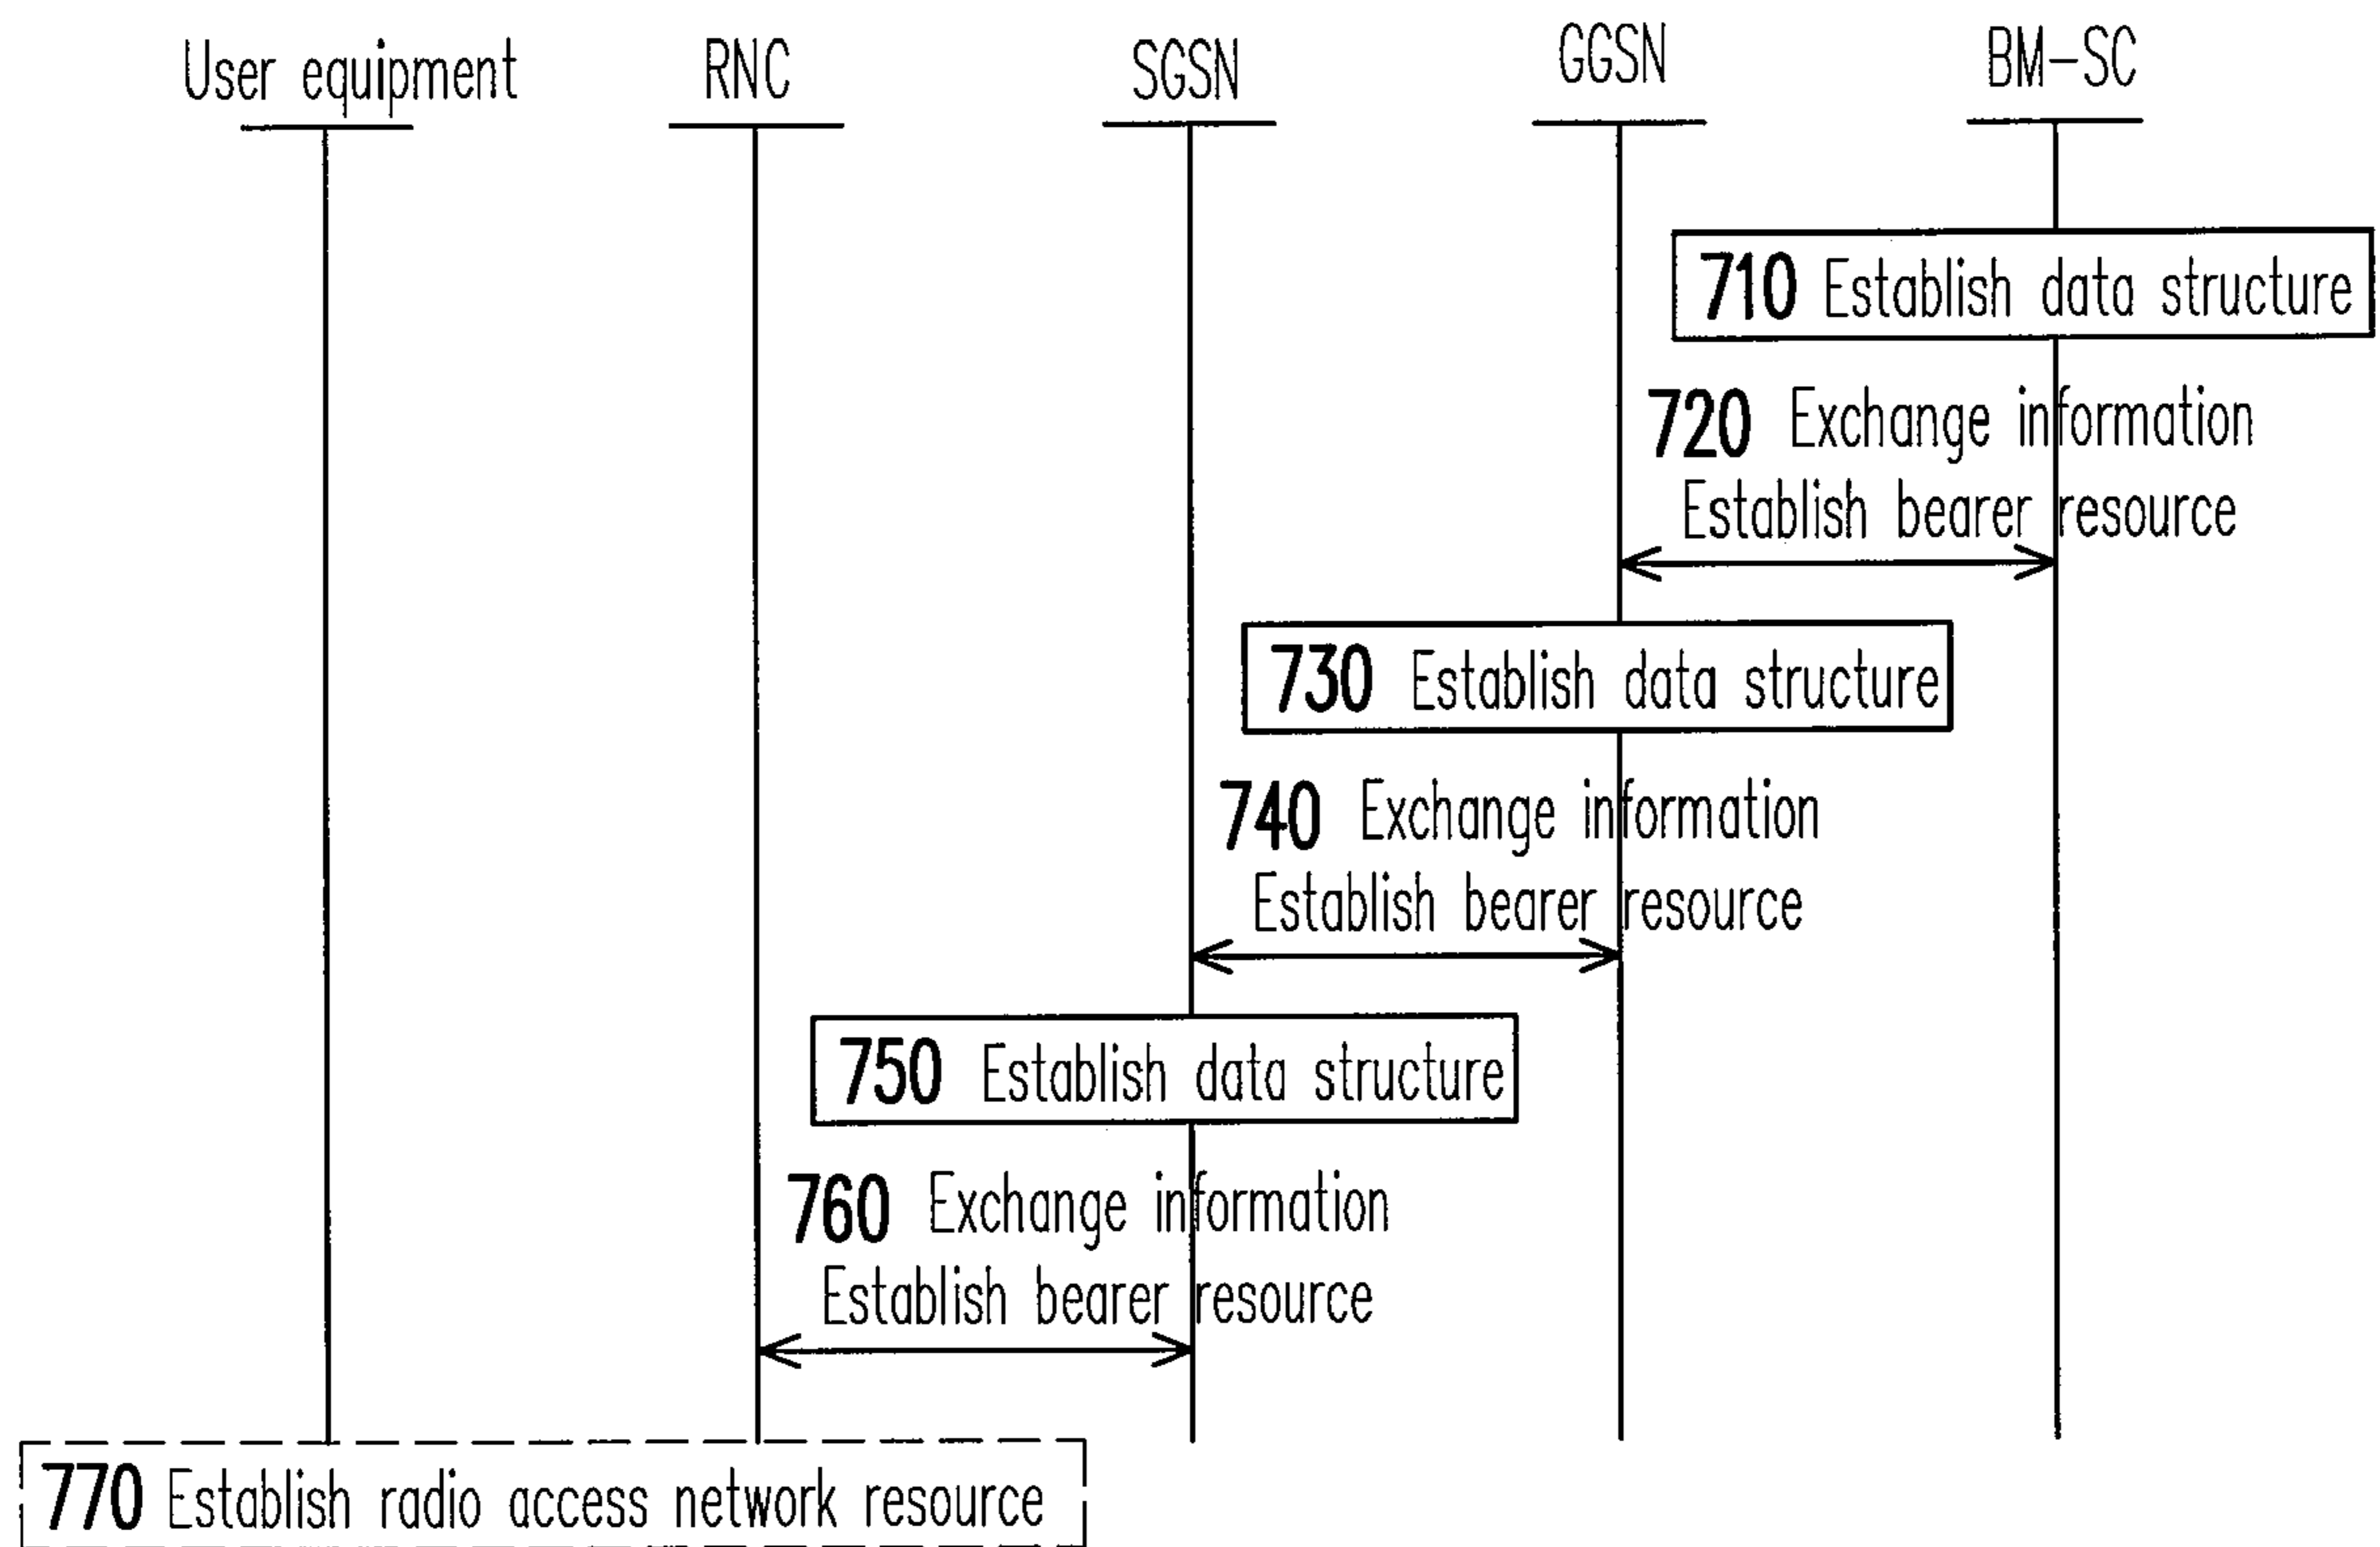 User equipment
RNC
SGSN
GGSN
BM-SC
710 Establish data structure
720 Exchange information
Establish bearer resource
730 Establish data structure
740 Exchange information
Establish bearer resource
750 Establish data structure
760 Exchange information
Establish bearer resource
770 Establish radio access network resource